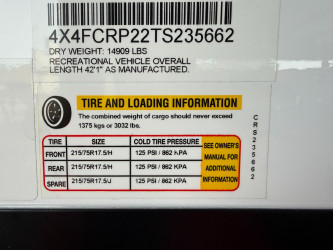 4X4FCRP22TS235662
DRY WEIGHT: 14909 LBS
RECREATIONAL VEHICLE OVERALL
LENGTH 42'1" AS MANUFACTURED.
TIRE AND LOADING INFORMATION
The combined weight of cargo should never exceed
1375 kgs or 3032 lbs.
TIRE SIZE COLD TIRE PRESSURE SEE OWNER'S
MANUAL FOR
ADDITIONAL
INFORMATION
FRONT 215/75R17.5/H 125 PSI / 862 KPA
REAR 215/75R17.5/H 125 PSI / 862 KPA
SPARE 215/75R17.5/J 125 PSI / 862 KPA
CRS235662